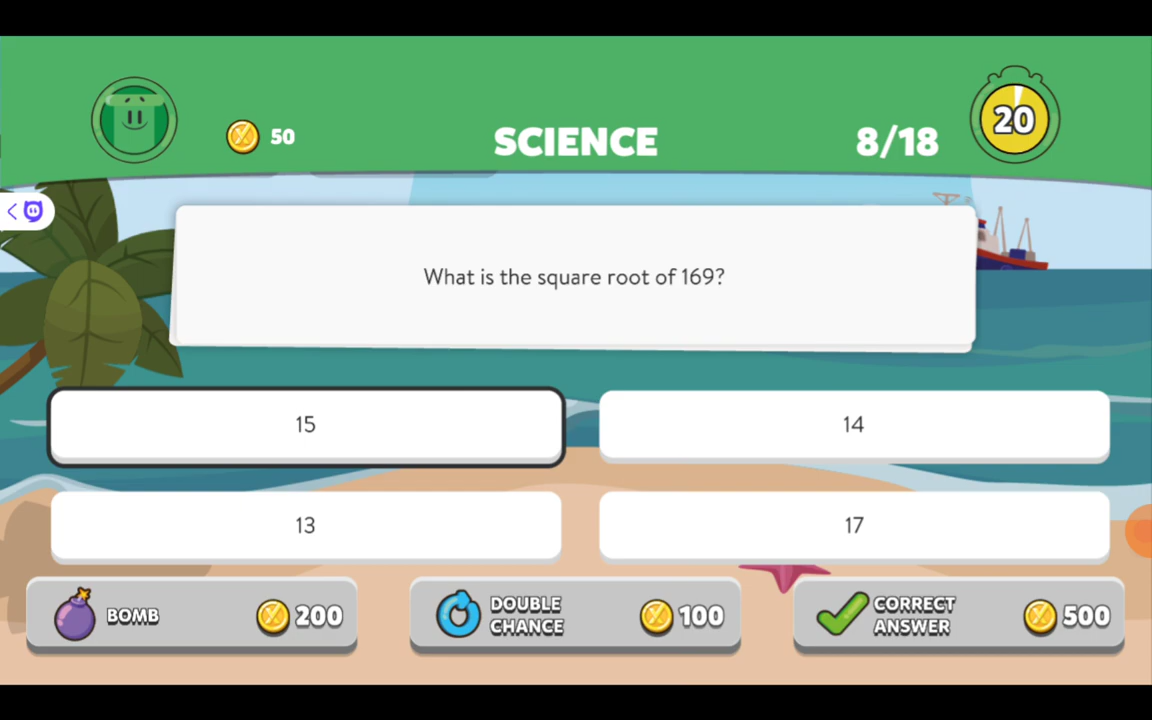 50
SCIENCE
8/18
20
What is the square root of 169?
15
14
13
17
BOMB
200
DOUBLE
CHANCE
100
CORRECT
ANSWER
500